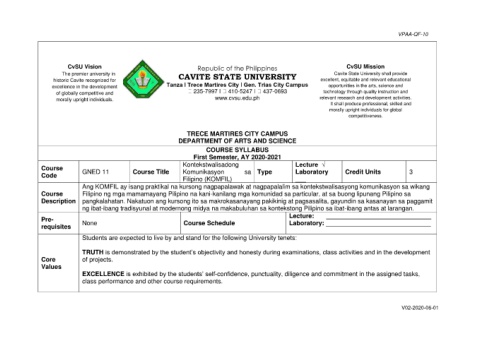 VPAA-QF-10
CvSU Vision
The premier university in
historic Cavite recognized for
excellence in the development
of globally competitive and
morally upright individuals.
Republic of the Philippines
CAVITE STATE UNIVERSITY
Tanza I Trece Martires City I Gen. Trias City Campus
235-7997 I 410-5247 I 437-0693
www.cvsu.edu.ph
CvSU Mission
Cavite State University shall provide
excellent, equitable and relevant educational
opportunities in the arts, science and
technology through quality instruction and
relevant research and development activities.
It shall produce professional, skilled and
morally upright individuals for global
competitiveness.
TRECE MARTIRES CITY CAMPUS
DEPARTMENT OF ARTS AND SCIENCE
COURSE SYLLABUS
First Semester, AY 2020-2021
Course Code
GNED 11
Course Title
Kontekstwalisadong
Komunikasyon sa
Filipino (KOMFIL)
Type
Lecture √
Laboratory
Credit Units
3
Course Description
Ang KOMFIL ay isang praktikal na kursong nagpapalawak at nagpapalalim sa kontekstwalisasyong komunikasyon sa wikang
Filipino ng mga mamamayang Pilipino na kani-kanilang mga komunidad sa particular, at sa buong lipunang Pilipino sa
pangkalahatan. Nakatuon ang kursong ito sa makrokasanayang pakikinig at pagsasalita, gayundin sa kasanayan sa paggamit
ng ibat-ibang tradisyunal at modernong midya na makabuluhan sa kontekstong Pilipino sa ibat-ibang antas at larangan.
Pre-requisites
None
Course Schedule
Lecture:
Laboratory:
Core Values
Students are expected to live by and stand for the following University tenets:
TRUTH is demonstrated by the student's objectivity and honesty during examinations, class activities and in the development
of projects.
EXCELLENCE is exhibited by the students' self-confidence, punctuality, diligence and commitment in the assigned tasks,
class performance and other course requirements.
V02-2020-06-01